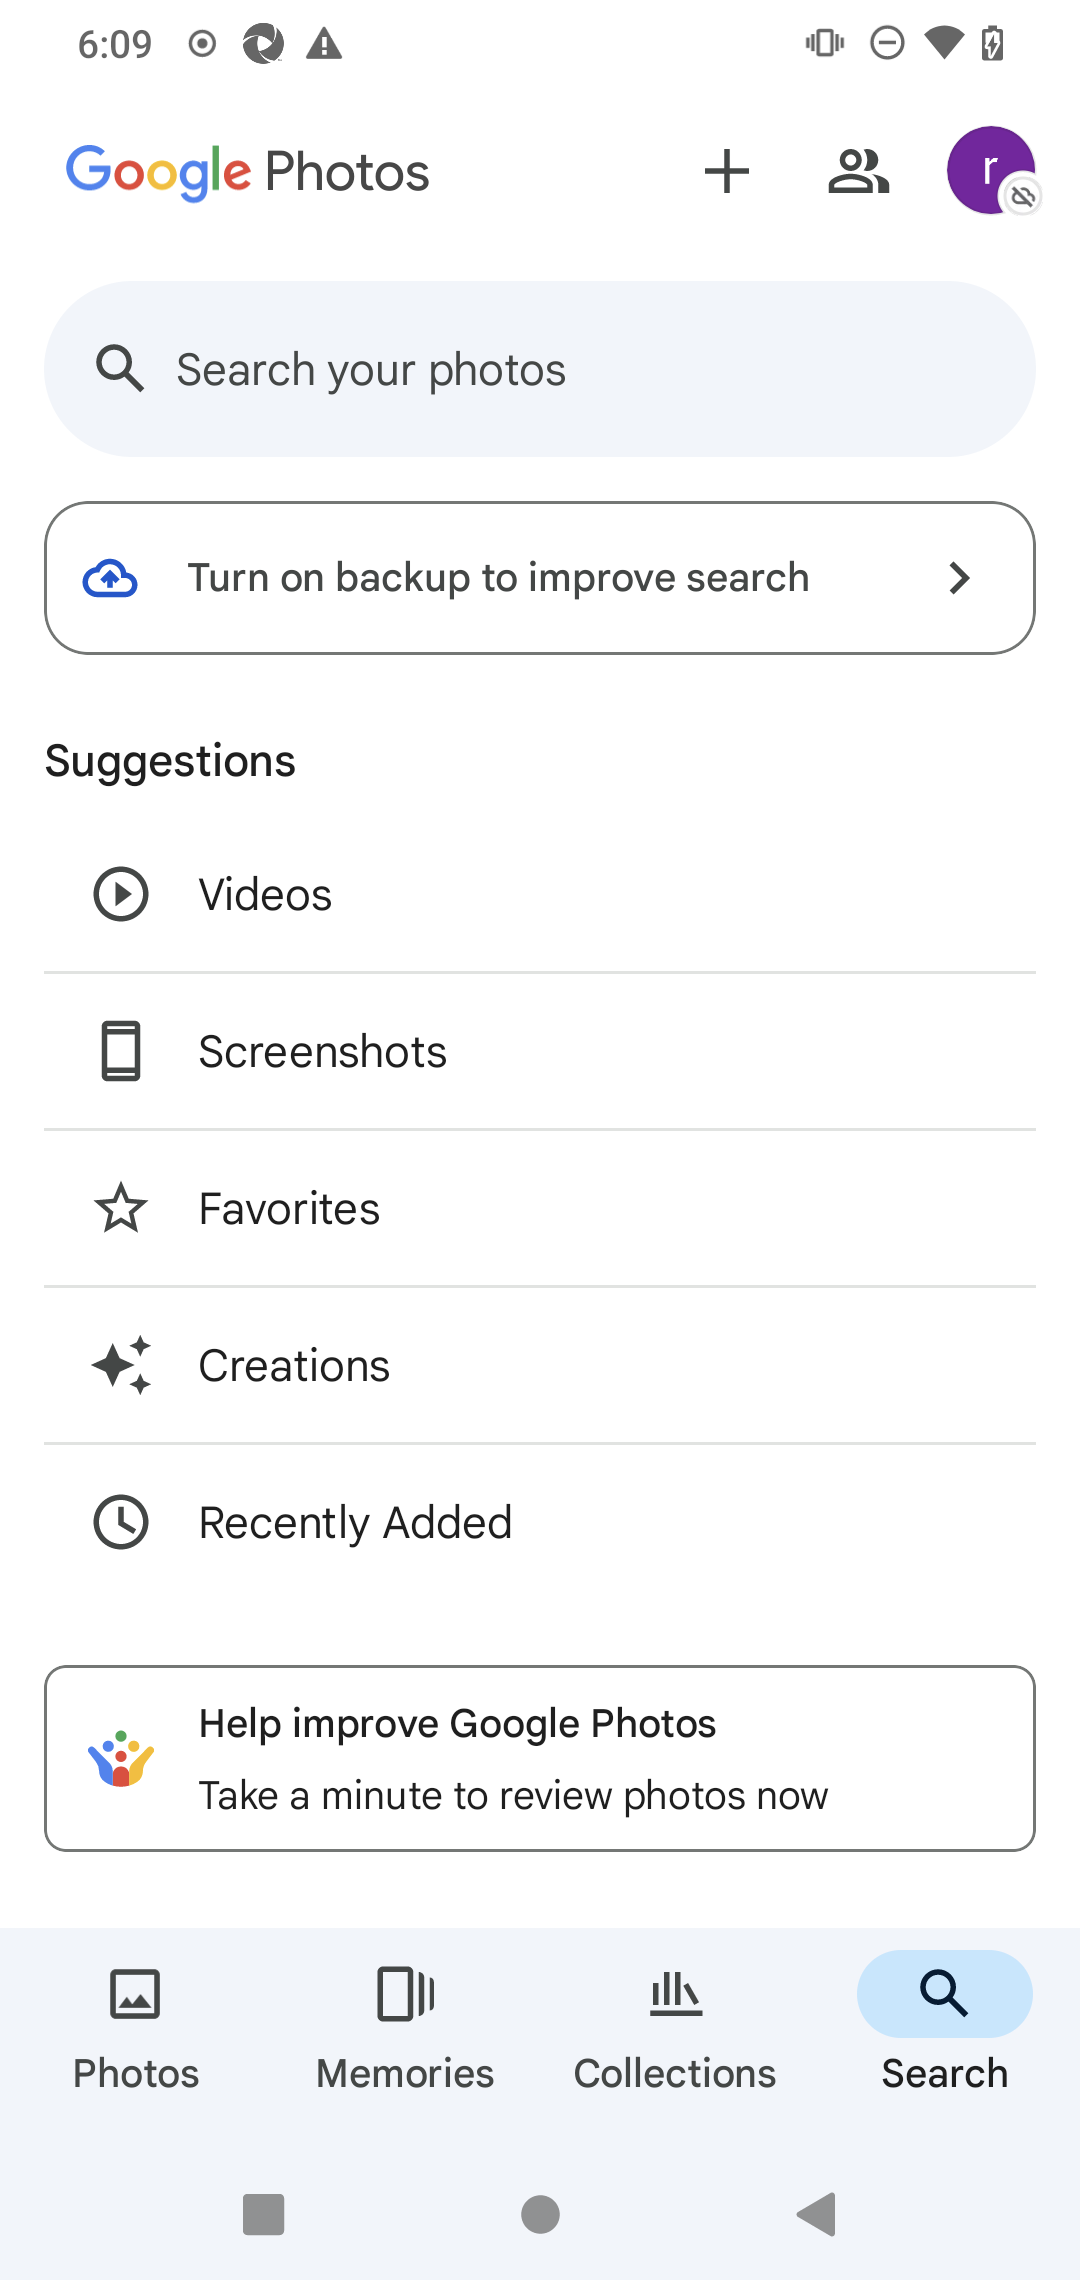 6:09
Google Photos
r
Search your photos
Turn on backup to improve search
Suggestions
Videos
Screenshots
Favorites
Creations
Recently Added
Help improve Google Photos
Take a minute to review photos now
Photos
Memories
Collections
Search